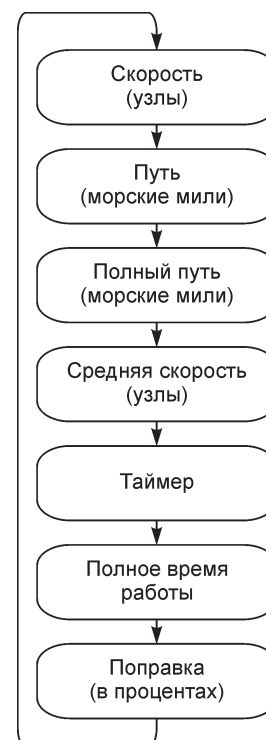 Скорость
(узлы)
Путь
(морские мили)
Полный путь
(морские мили)
Средняя скорость
(узлы)
Таймер
Полное время
работы
Поправка
(в процентах)